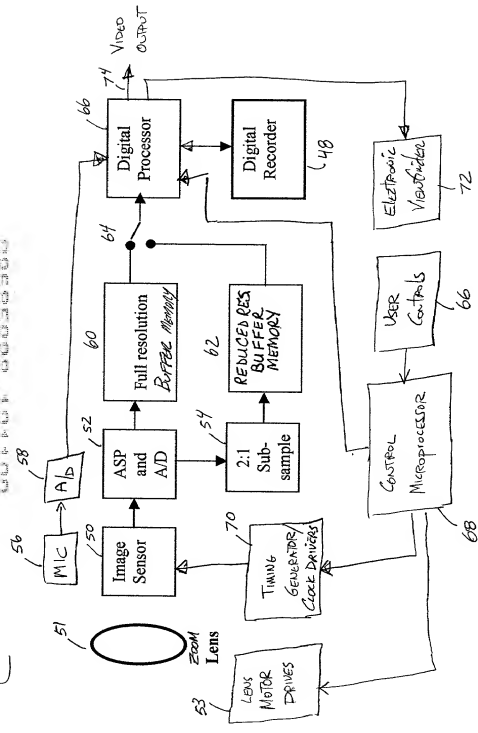 56
MIC
58
A/D
51
ZOOM
Lens
50
Image
Sensor
52
ASP
and
A/D
60
Full resolution
BUFFER MEMORY
64
66
Digital
Processor
74
VIDEO
OUTPUT
54
2:1
Sub-
sample
62
REDUCED RES.
BUFFER
MEMORY
Digital
Recorder
48
53
LENS
MOTOR
DRIVES
70
TIMING
GENERATOR/
CLOCK DRIVERS
CONTROL
MICROPROCESSOR
68
USER
CONTROLS
66
ELECTRONIC
VIEWFINDER
72